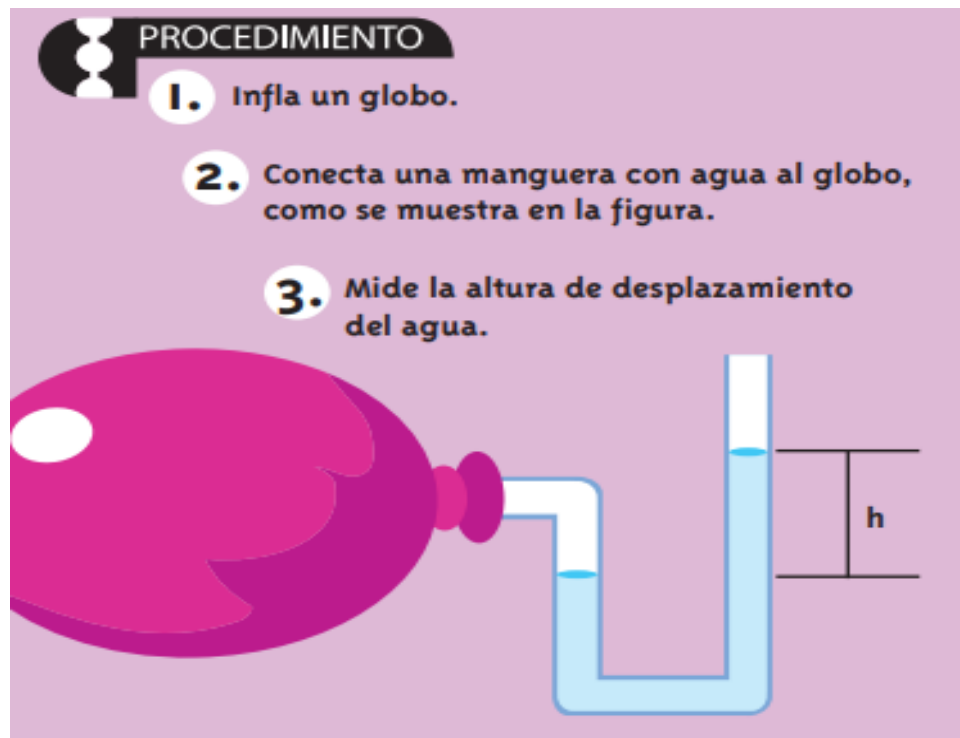 PROCEDIMIENTO
1. Infla un globo.
2. Conecta una manguera con agua al globo,
como se muestra en la figura.
3. Mide la altura de desplazamiento
del agua.
h